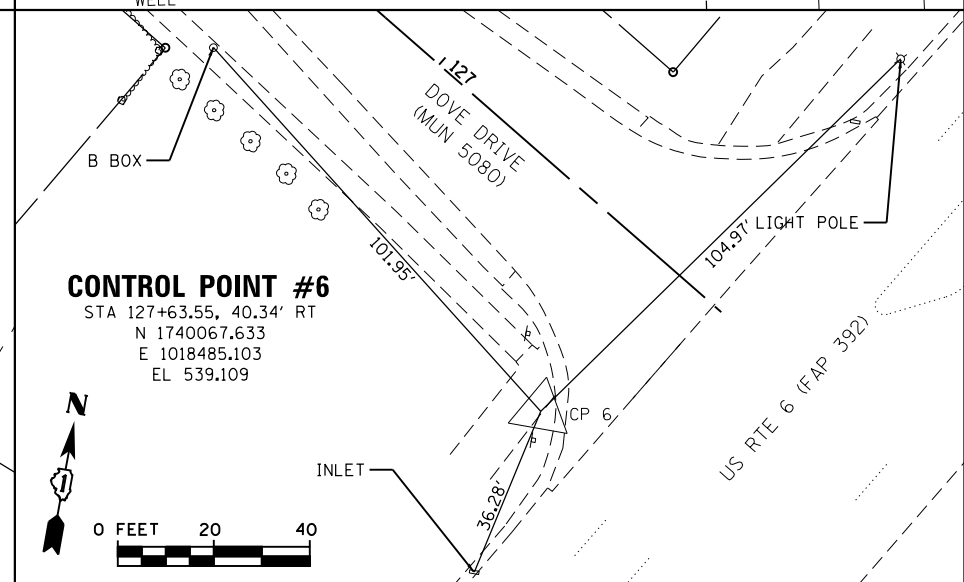 WELL
127
DOVE DRIVE
(MUN 5080)
B BOX
LIGHT POLE
104.97'
101.95'
CONTROL POINT #6
STA 127+63.55, 40.34' RT
N 1740067.633
E 1018485.103
EL 539.109
N
1
CP 6
US RTE 6 (FAP 392)
INLET
36.28'
0 FEET 20 40